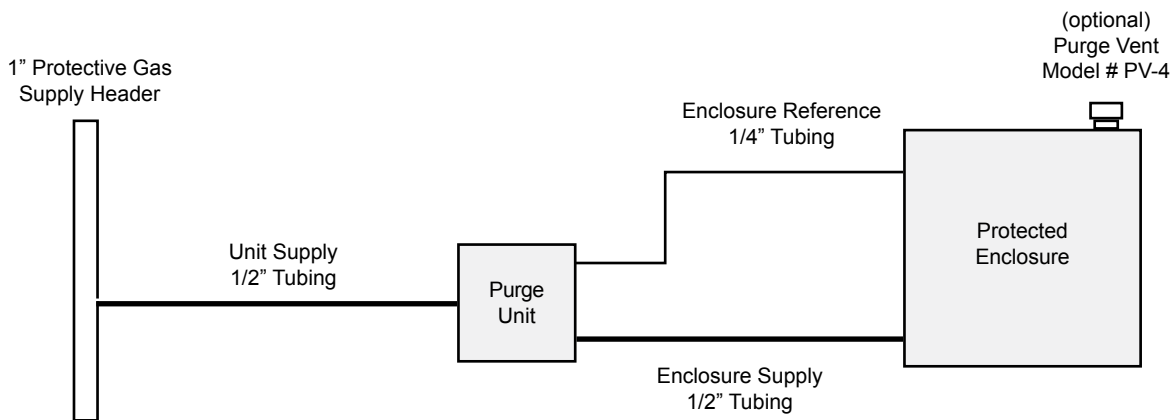 (optional)
Purge Vent
Model # PV-4
1” Protective Gas
Supply Header
Enclosure Reference
1/4” Tubing
Protected
Enclosure
Unit Supply
1/2” Tubing
Purge
Unit
Enclosure Supply
1/2” Tubing